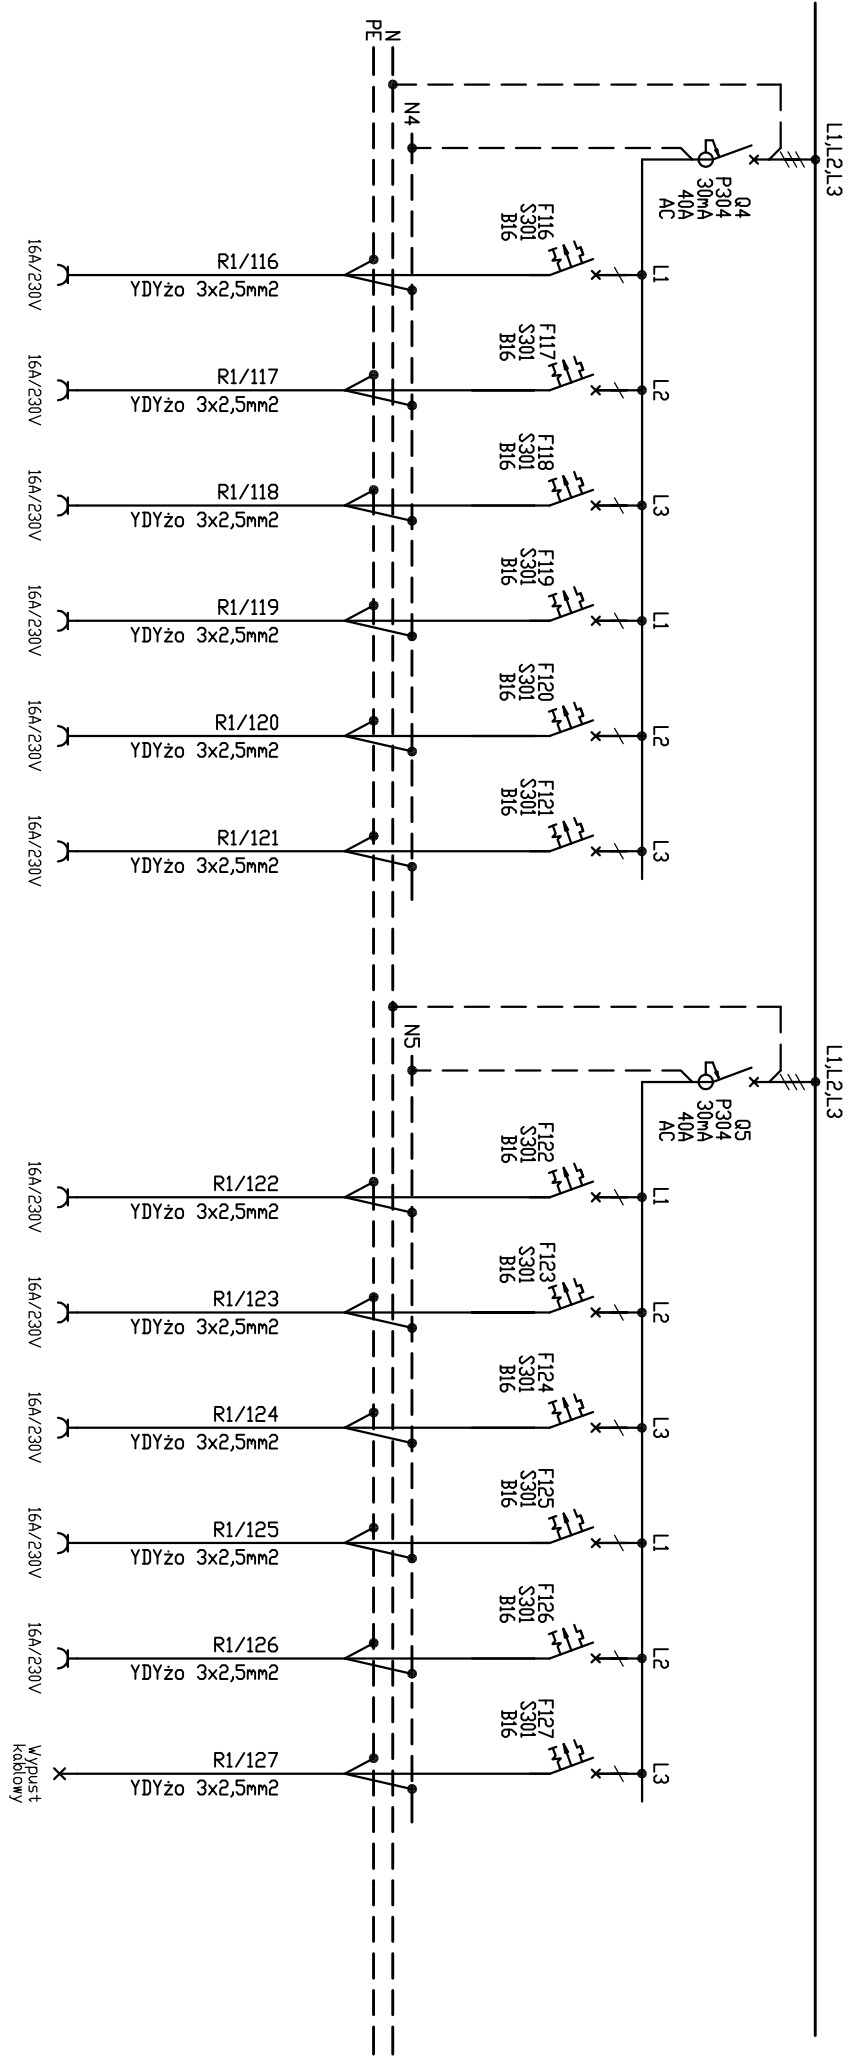 L1,L2,L3
N
PE
N4
Q4
P304
40A
30mA
AC
F116
S301
B16
L1
R1/116
YDYżo 3x2,5mm2
16A/230V
F117
S301
B16
L2
R1/117
YDYżo 3x2,5mm2
16A/230V
F118
S301
B16
L3
R1/118
YDYżo 3x2,5mm2
16A/230V
F119
S301
B16
L1
R1/119
YDYżo 3x2,5mm2
16A/230V
F120
S301
B16
L2
R1/120
YDYżo 3x2,5mm2
16A/230V
F121
S301
B16
L3
R1/121
YDYżo 3x2,5mm2
16A/230V
L1,L2,L3
N5
Q5
P304
40A
30mA
AC
F122
S301
B16
L1
R1/122
YDYżo 3x2,5mm2
16A/230V
F123
S301
B16
L2
R1/123
YDYżo 3x2,5mm2
16A/230V
F124
S301
B16
L3
R1/124
YDYżo 3x2,5mm2
16A/230V
F125
S301
B16
L1
R1/125
YDYżo 3x2,5mm2
16A/230V
F126
S301
B16
L2
R1/126
YDYżo 3x2,5mm2
16A/230V
F127
S301
B16
L3
R1/127
YDYżo 3x2,5mm2
Wypust
kablowy